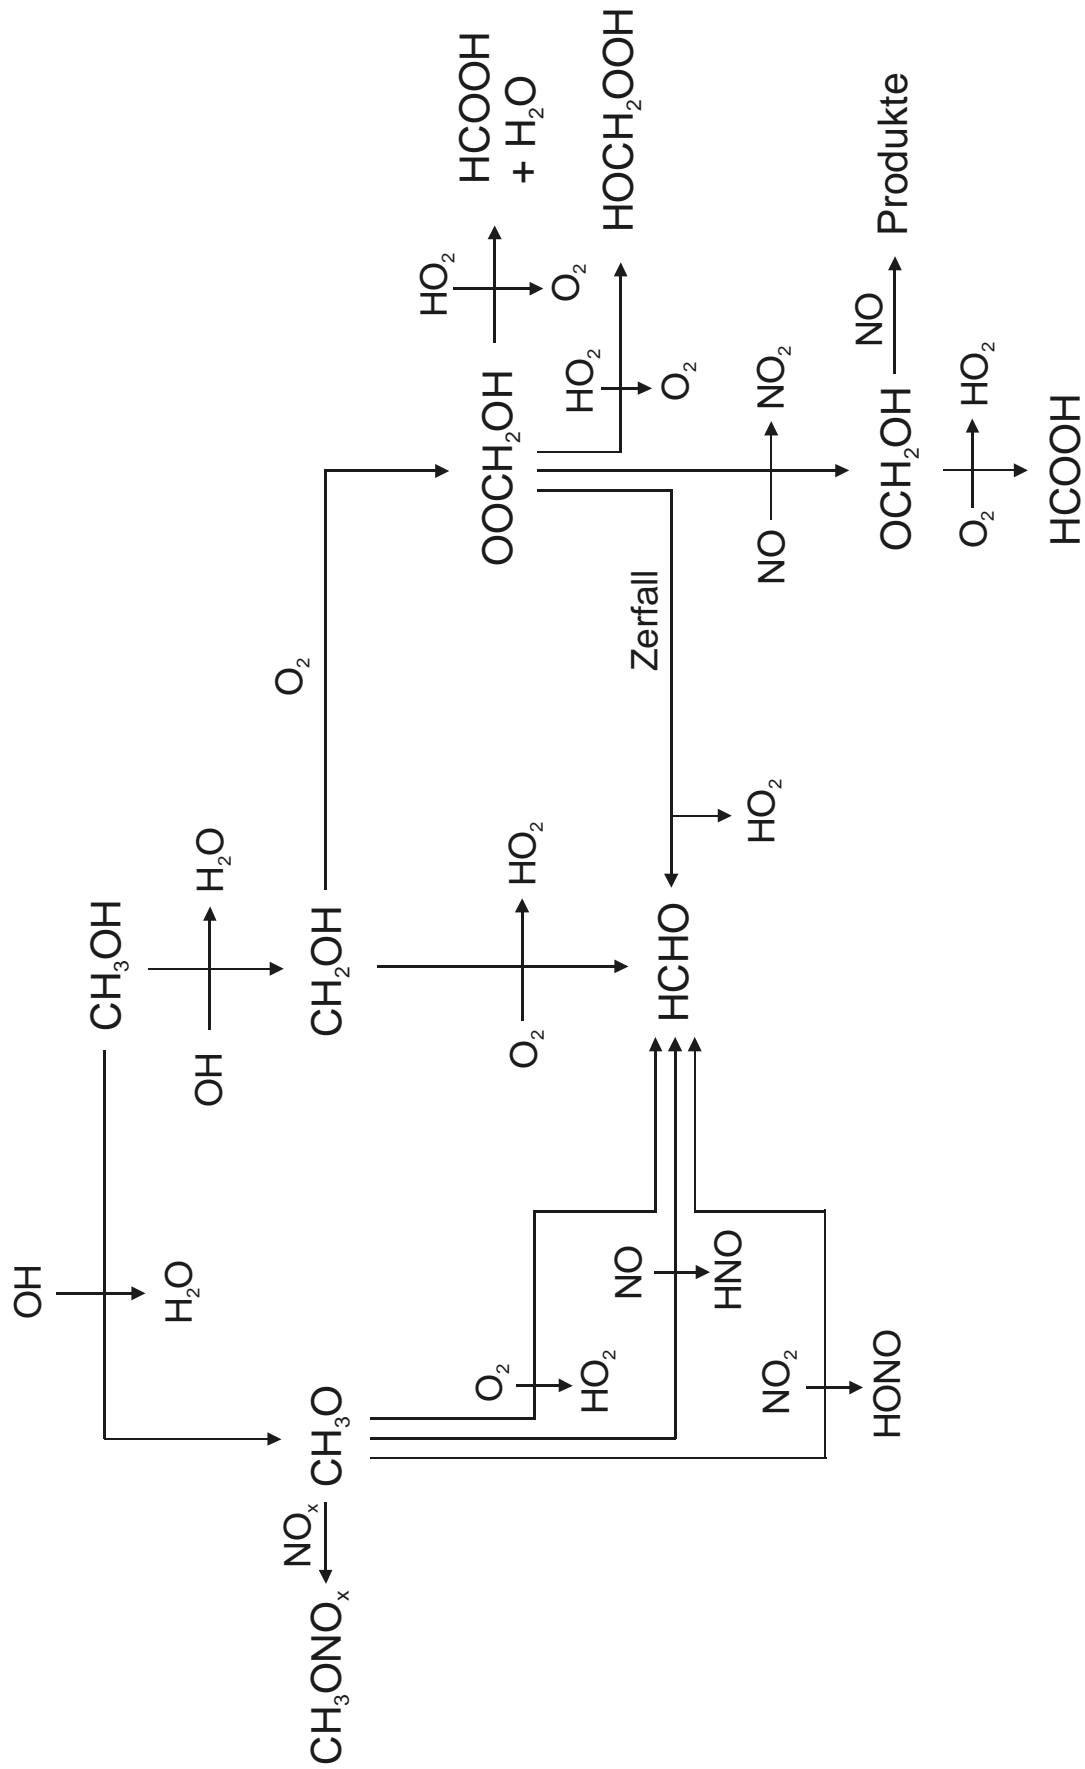 OH
CH₃OH
H₂O
OH
H₂O
CH₃ONOₓ
NOₓ
CH₃O
CH₂OH
O₂
HCOOH
+ H₂O
HO₂
O₂
OOCH₂OH
HOCH₂OOH
HO₂
O₂
O₂
HO₂
O₂
HO₂
NO
HNO
HCHO
Zerfall
HO₂
NO
NO₂
NO₂
HONO
OCH₂OH
NO
Produkte
O₂
HO₂
HCOOH